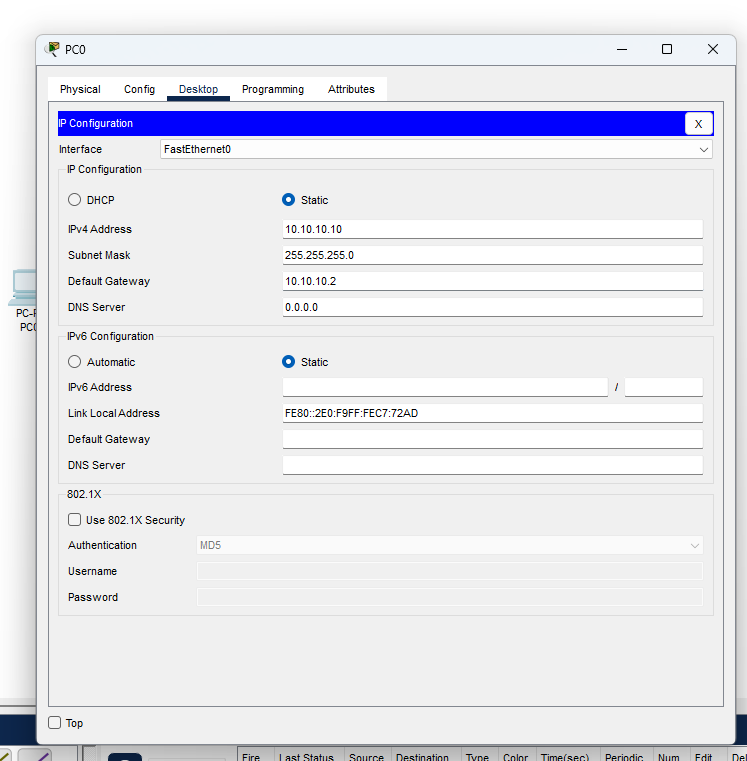 PC0
Physical Config Desktop Programming Attributes
IP Configuration X
Interface FastEthernet0
IP Configuration
DHCP Static
IPv4 Address 10.10.10.10
Subnet Mask 255.255.255.0
Default Gateway 10.10.10.2
DNS Server 0.0.0.0
IPv6 Configuration
Automatic Static
IPv6 Address /
Link Local Address FE80::2E0:F9FF:FEC7:72AD
Default Gateway
DNS Server
802.1X
Use 802.1X Security
Authentication MD5
Username
Password
Top
Fire Last Status Source Destination Type Color Time(sec) Periodic Num Edit